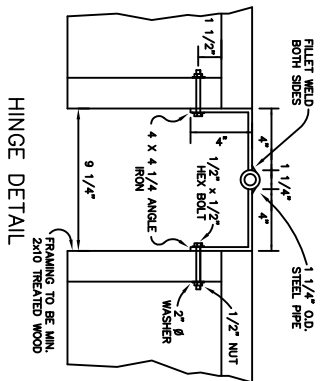 FILLET WELD
BOTH SIDES
1 1/4"
1 1/4" O.D.
STEEL PIPE
4"
4"
4"
1 1/2"
1/2" x 1/2"
HEX BOLT
4 X 4 1/4 ANGLE
IRON
1/2" NUT
2" Ø
WASHER
9 1/4"
FRAMING TO BE MIN.
2x10 TREATED WOOD
HINGE DETAIL